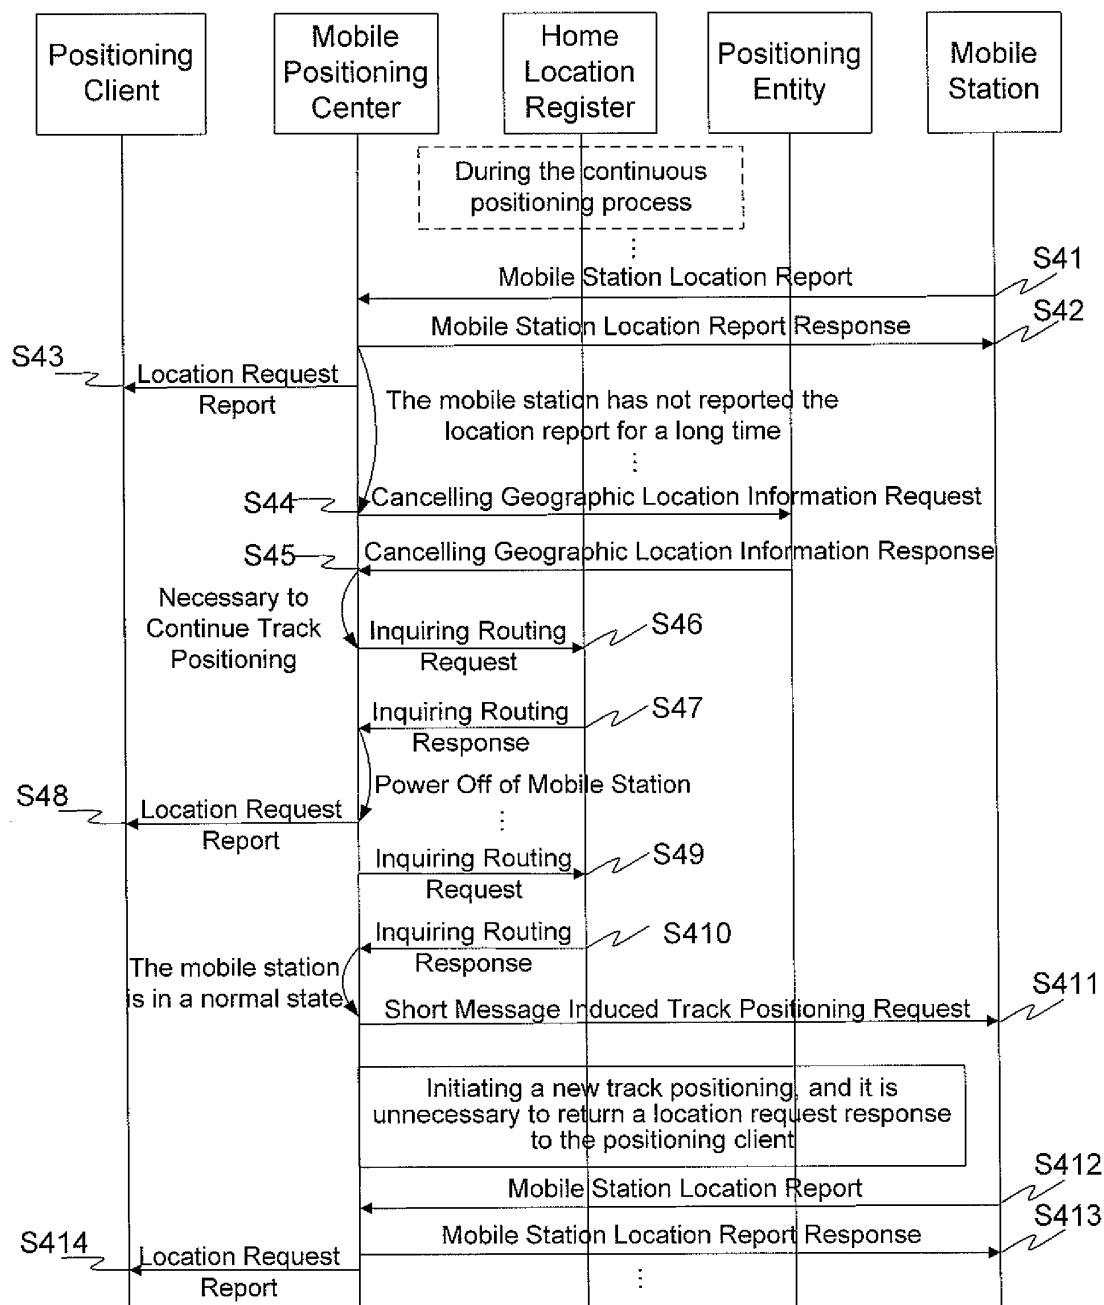 Positioning
Client
Mobile
Positioning
Center
Home
Location
Register
Positioning
Entity
Mobile
Station
During the continuous
positioning process
S41
Mobile Station Location Report
S42
Mobile Station Location Report Response
S43
Location Request
Report
The mobile station has not reported the
location report for a long time
S44
Cancelling Geographic Location Information Request
S45
Cancelling Geographic Location Information Response
Necessary to
Continue Track
Positioning
S46
Inquiring Routing
Request
S47
Inquiring Routing
Response
Power Off of Mobile Station
S48
Location Request
Report
S49
Inquiring Routing
Request
S410
Inquiring Routing
Response
The mobile station
is in a normal state
S411
Short Message Induced Track Positioning Request
Initiating a new track positioning, and it is
unnecessary to return a location request response
to the positioning client
S412
Mobile Station Location Report
S413
Mobile Station Location Report Response
S414
Location Request
Report